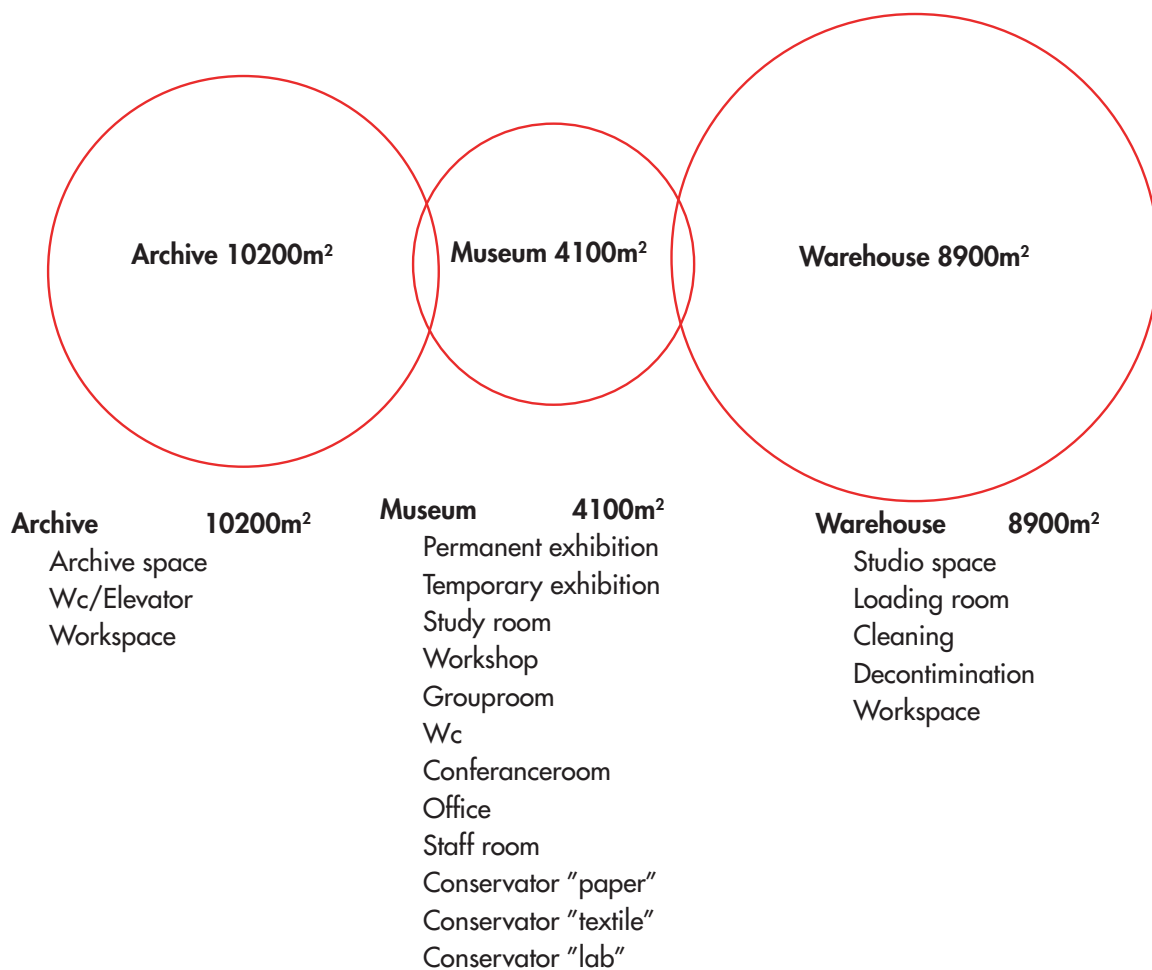 Archive 10200m²
Museum 4100m²
Warehouse 8900m²
Archive 10200m²
Archive space
Wc/Elevator
Workspace
Museum 4100m²
Permanent exhibition
Temporary exhibition
Study room
Workshop
Grouproom
Wc
Conferanceroom
Office
Staff room
Conservator ”paper”
Conservator ”textile”
Conservator ”lab”
Warehouse 8900m²
Studio space
Loading room
Cleaning
Decontimination
Workspace